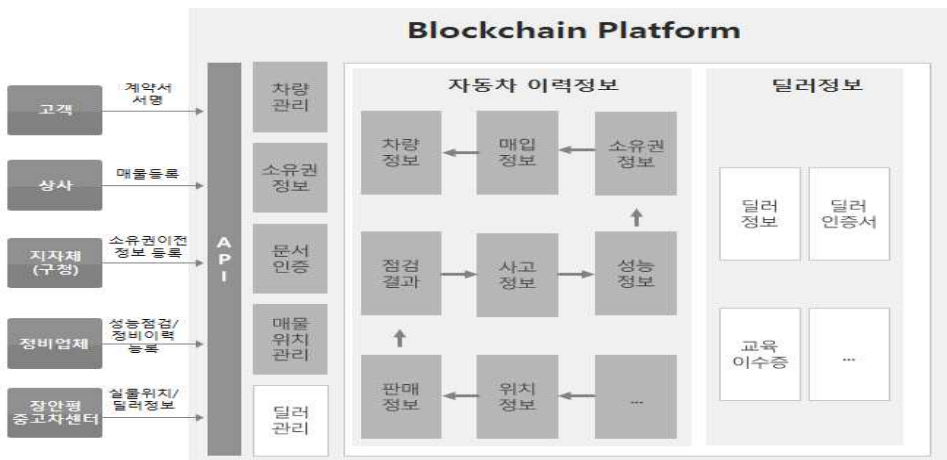 Blockchain Platform
고객
계약서
서명
상사
매물등록
지자체
(구청)
소유권이전
정보 등록
정비업체
성능점검/
정비이력
등록
장안평
중고차센터
실물위치/
딜러정보
API
차량
관리
소유권
정보
문서
인증
매물
위치
관리
딜러
관리
자동차 이력정보
차량
정보
매입
정보
소유권
정보
점검
결과
사고
정보
성능
정보
판매
정보
위치
정보
...
딜러정보
딜러
정보
딜러
인증서
교육
이수증
...